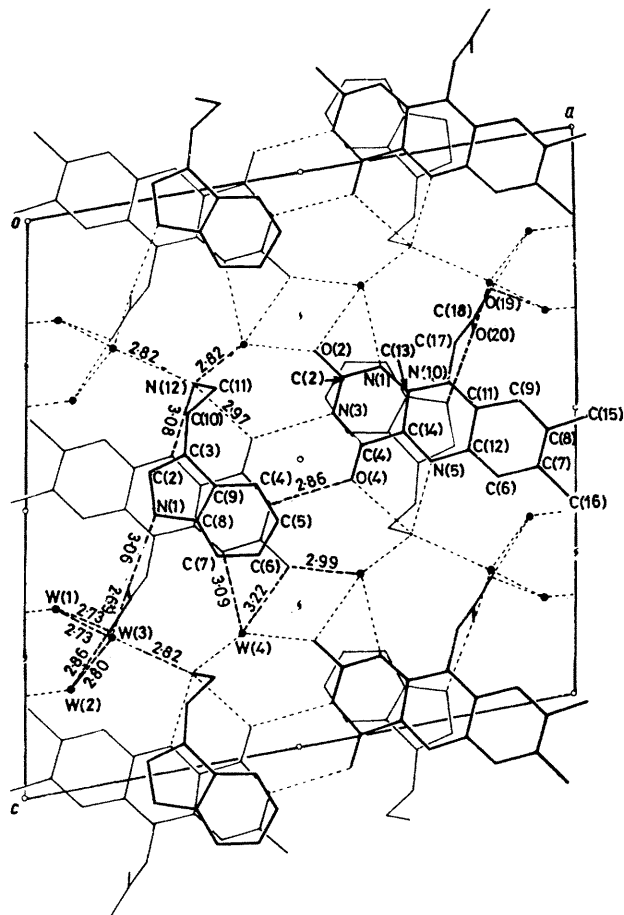 a
o
O(19)
C(18)
O(20)
C(17)
2.82
2.82
O(2)
C(13)
C(2)
N(1)
N(10)
N(12)
C(11)
C(11)
C(9)
C(10)
N(3)
C(15)
3.08
2.97
C(14)
C(8)
C(3)
C(4)
C(12)
C(7)
C(2)
C(4)
N(5)
C(9)
2.86
O(4)
C(6)
C(16)
N(1)
C(8)
C(5)
C(7)
C(6)
3.06
2.99
3.09
3.22
W(1)
2.73
2.73
W(3)
W(4)
2.82
2.86
2.80
W(2)
c